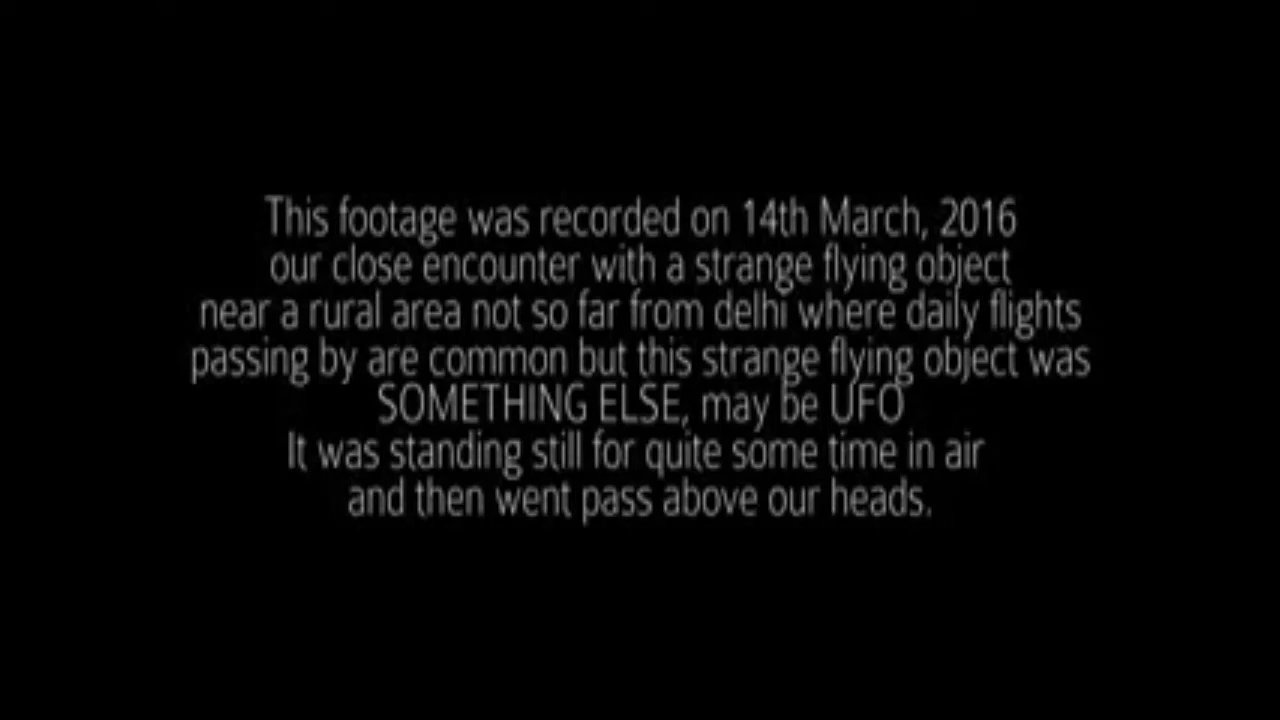 This footage was recorded on 14th March, 2016
our close encounter with a strange flying object
near a rural area not so far from delhi where daily flights
passing by are common but this strange flying object was
SOMETHING ELSE, may be UFO
It was standing still for quite some time in air
and then went pass above our heads.